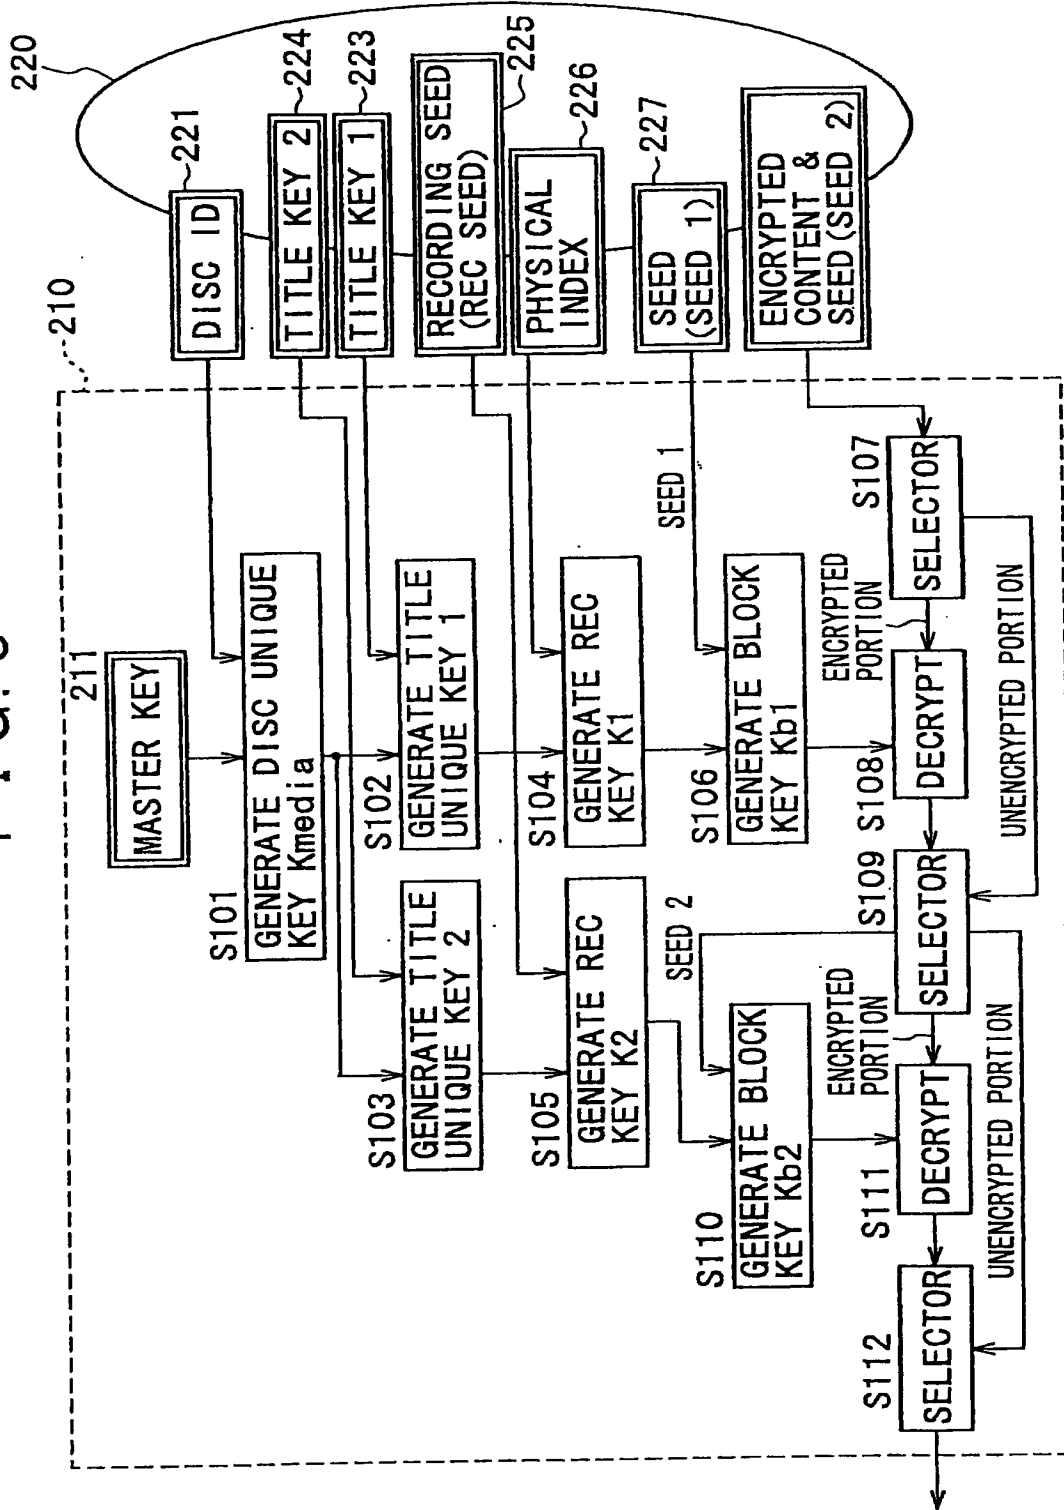 220
210
211
MASTER KEY
221
DISC ID
224
TITLE KEY 2
223
TITLE KEY 1
225
RECORDING SEED
(REC SEED)
226
PHYSICAL
INDEX
227
SEED
(SEED 1)
ENCRYPTED
CONTENT &
SEED(SEED 2)
S101
GENERATE DISC UNIQUE
KEY Kmedia
S102
GENERATE TITLE
UNIQUE KEY 1
S103
GENERATE TITLE
UNIQUE KEY 2
S104
GENERATE REC
KEY K1
S105
GENERATE REC
KEY K2
SEED 1
S106
GENERATE BLOCK
KEY Kb1
SEED 2
S110
GENERATE BLOCK
KEY Kb2
S107
SELECTOR
ENCRYPTED
PORTION
S108
DECRYPT
UNENCRYPTED PORTION
S109
SELECTOR
ENCRYPTED
PORTION
S111
DECRYPT
UNENCRYPTED PORTION
S112
SELECTOR